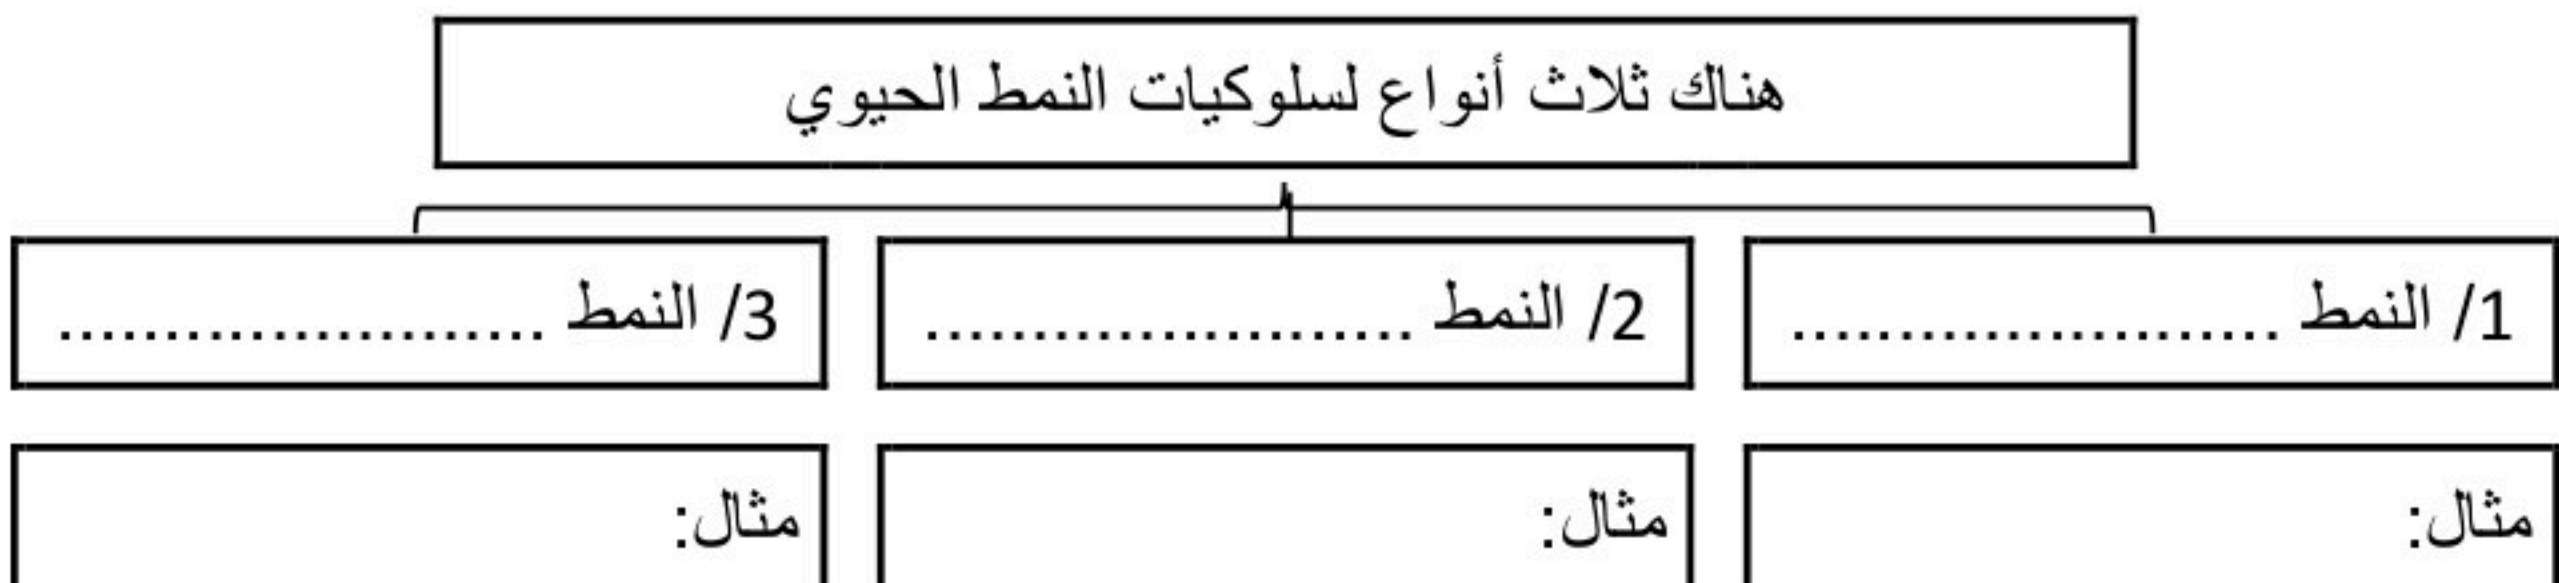 هناك ثلاث أنواع لسلوكيات النمط الحيوي
1/ النمط .......................
2/ النمط .......................
3/ النمط .......................
مثال:
مثال:
مثال: